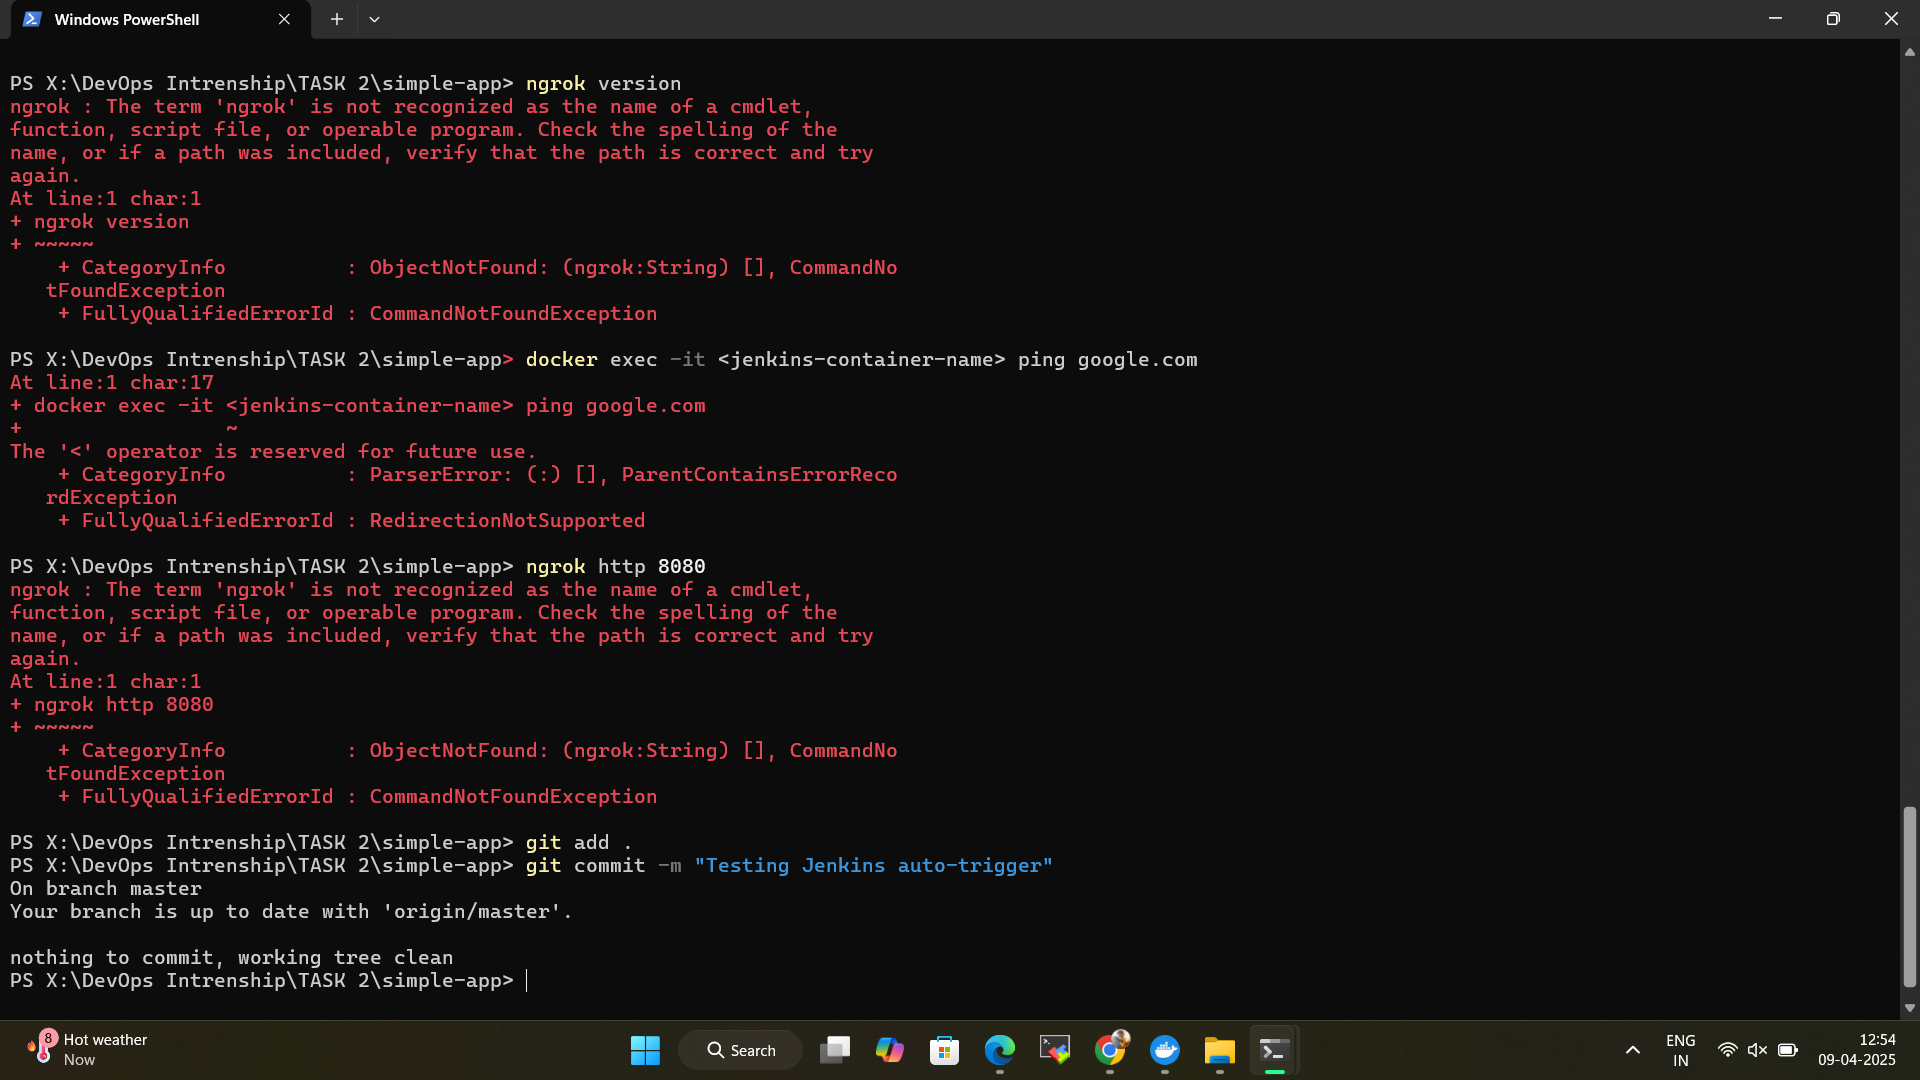 Windows PowerShell
PS X:\DevOps Intrenship\TASK 2\simple-app> ngrok version
ngrok : The term 'ngrok' is not recognized as the name of a cmdlet,
function, script file, or operable program. Check the spelling of the
name, or if a path was included, verify that the path is correct and try
again.
At line:1 char:1
+ ngrok version
+ ~~~~~
    + CategoryInfo          : ObjectNotFound: (ngrok:String) [], CommandNo
   tFoundException
    + FullyQualifiedErrorId : CommandNotFoundException
PS X:\DevOps Intrenship\TASK 2\simple-app> docker exec -it <jenkins-container-name> ping google.com
At line:1 char:17
+ docker exec -it <jenkins-container-name> ping google.com
+                 ~
The '<' operator is reserved for future use.
    + CategoryInfo          : ParserError: (:) [], ParentContainsErrorReco
   rdException
    + FullyQualifiedErrorId : RedirectionNotSupported
PS X:\DevOps Intrenship\TASK 2\simple-app> ngrok http 8080
ngrok : The term 'ngrok' is not recognized as the name of a cmdlet,
function, script file, or operable program. Check the spelling of the
name, or if a path was included, verify that the path is correct and try
again.
At line:1 char:1
+ ngrok http 8080
+ ~~~~~
    + CategoryInfo          : ObjectNotFound: (ngrok:String) [], CommandNo
   tFoundException
    + FullyQualifiedErrorId : CommandNotFoundException
PS X:\DevOps Intrenship\TASK 2\simple-app> git add .
PS X:\DevOps Intrenship\TASK 2\simple-app> git commit -m "Testing Jenkins auto-trigger"
On branch master
Your branch is up to date with 'origin/master'.
nothing to commit, working tree clean
PS X:\DevOps Intrenship\TASK 2\simple-app>
8
Hot weather
Now
Search
ENG
IN
12:54
09-04-2025